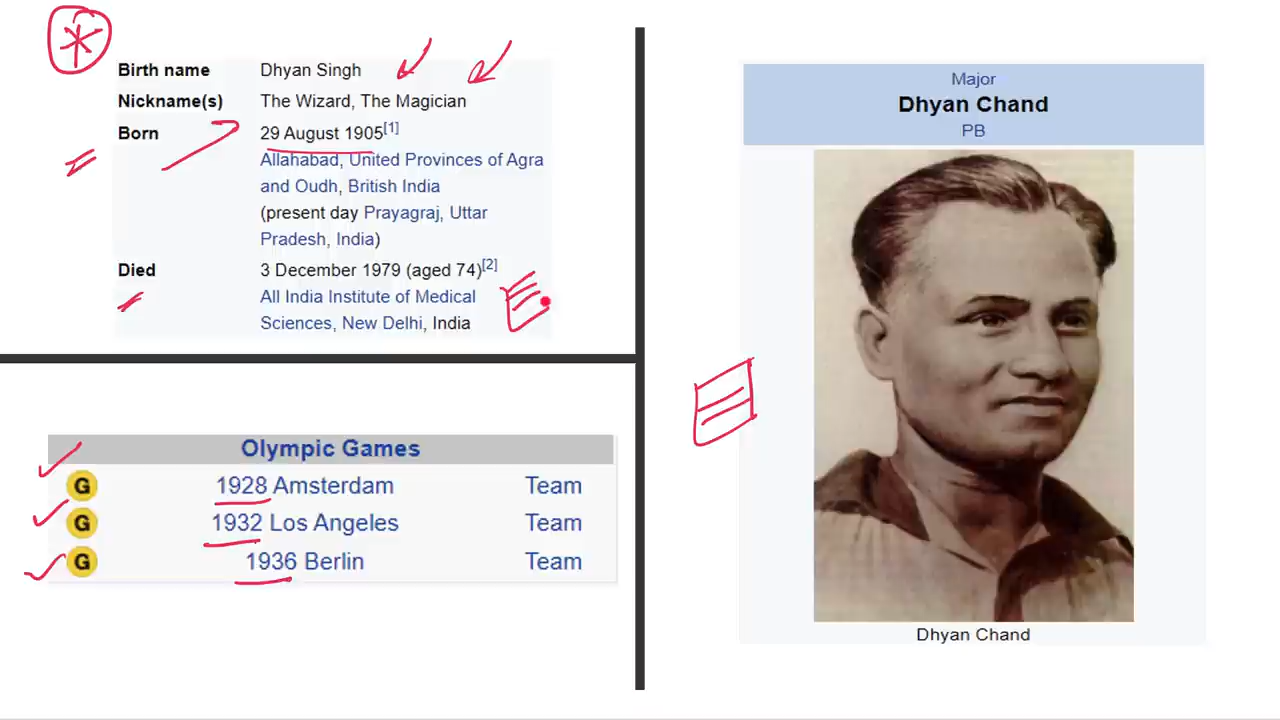 Birth name Dhyan Singh
Nickname(s) The Wizard, The Magician
Born 29 August 1905[1]
Allahabad, United Provinces of Agra
and Oudh, British India
(present day Prayagraj, Uttar
Pradesh, India)
Died 3 December 1979 (aged 74)[2]
All India Institute of Medical
Sciences, New Delhi, India
Olympic Games
G 1928 Amsterdam Team
G 1932 Los Angeles Team
G 1936 Berlin Team
Major
Dhyan Chand
PB
Dhyan Chand